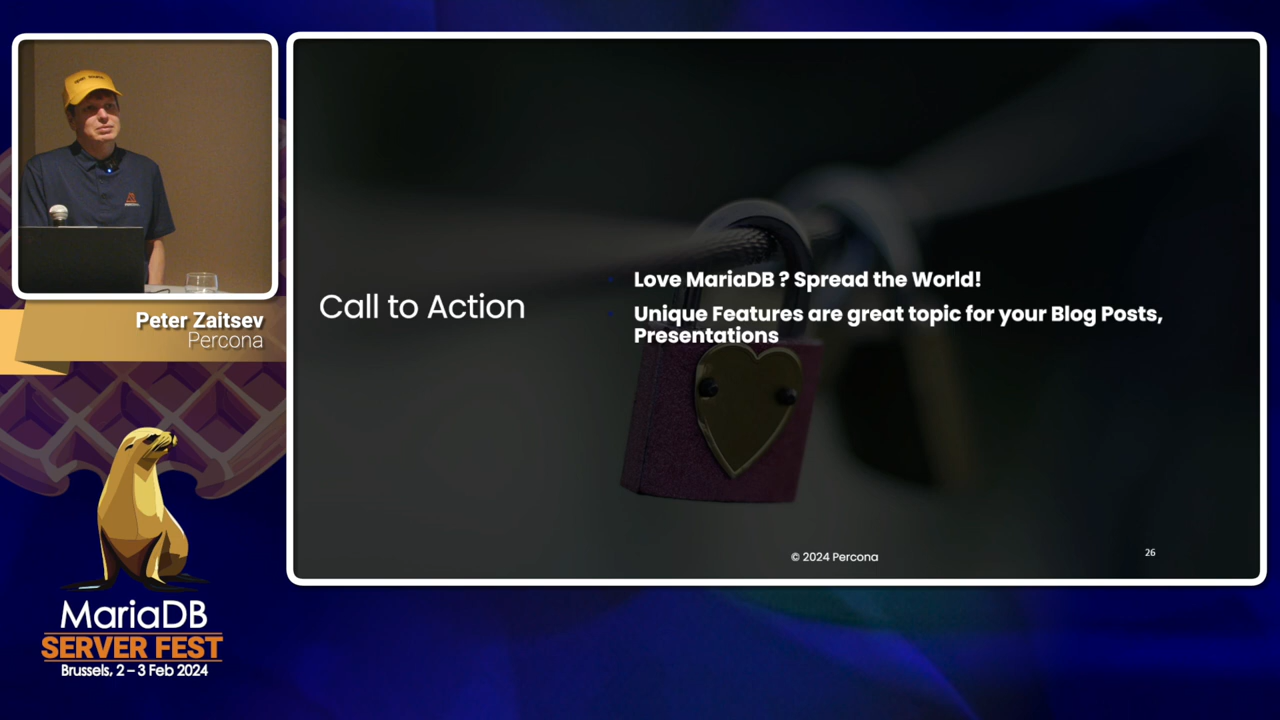 Peter Zaitsev
Percona
MariaDB
SERVER FEST
Brussels, 2 – 3 Feb 2024
Call to Action
Love MariaDB ? Spread the World!
Unique Features are great topic for your Blog Posts,
Presentations
© 2024 Percona
26